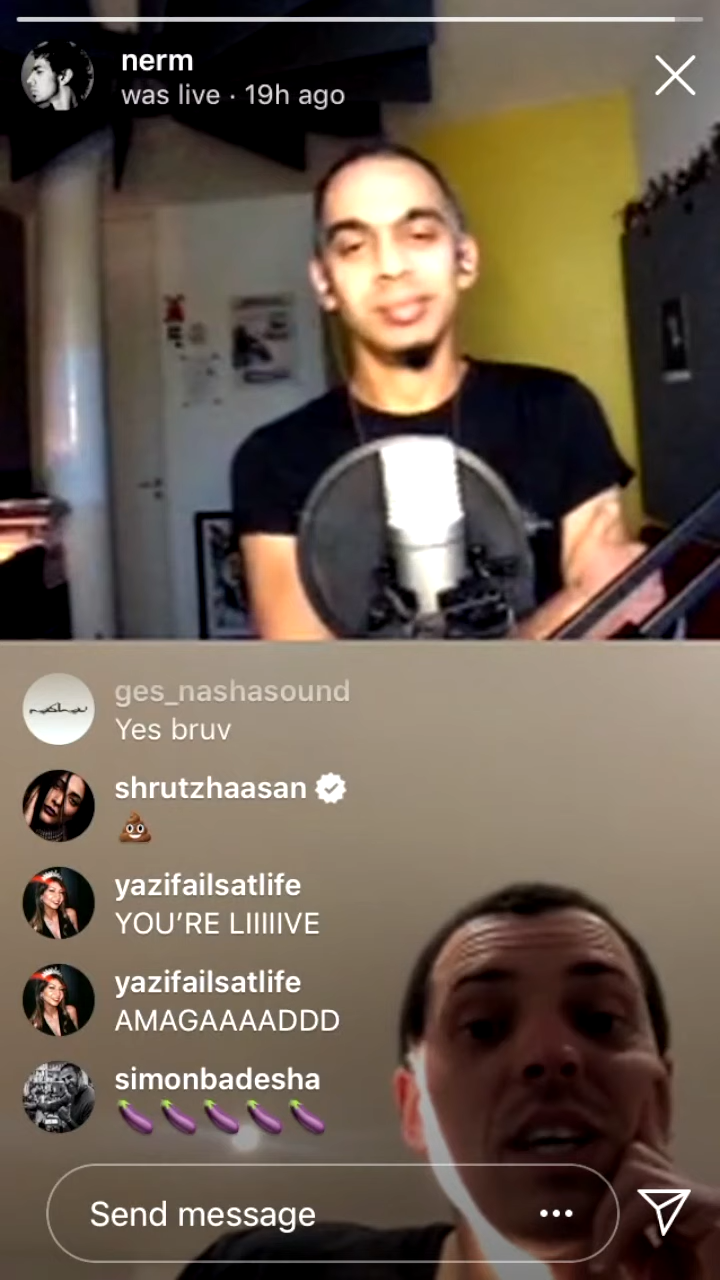 nerm
was live · 19h ago
ges_nashasound
Yes bruv
shrutzhaasan
💩
yazifailsatlife
YOU’RE LIIIIIVE
yazifailsatlife
AMAGAAAADDD
simonbadesha
🍆🍆🍆🍆🍆
Send message